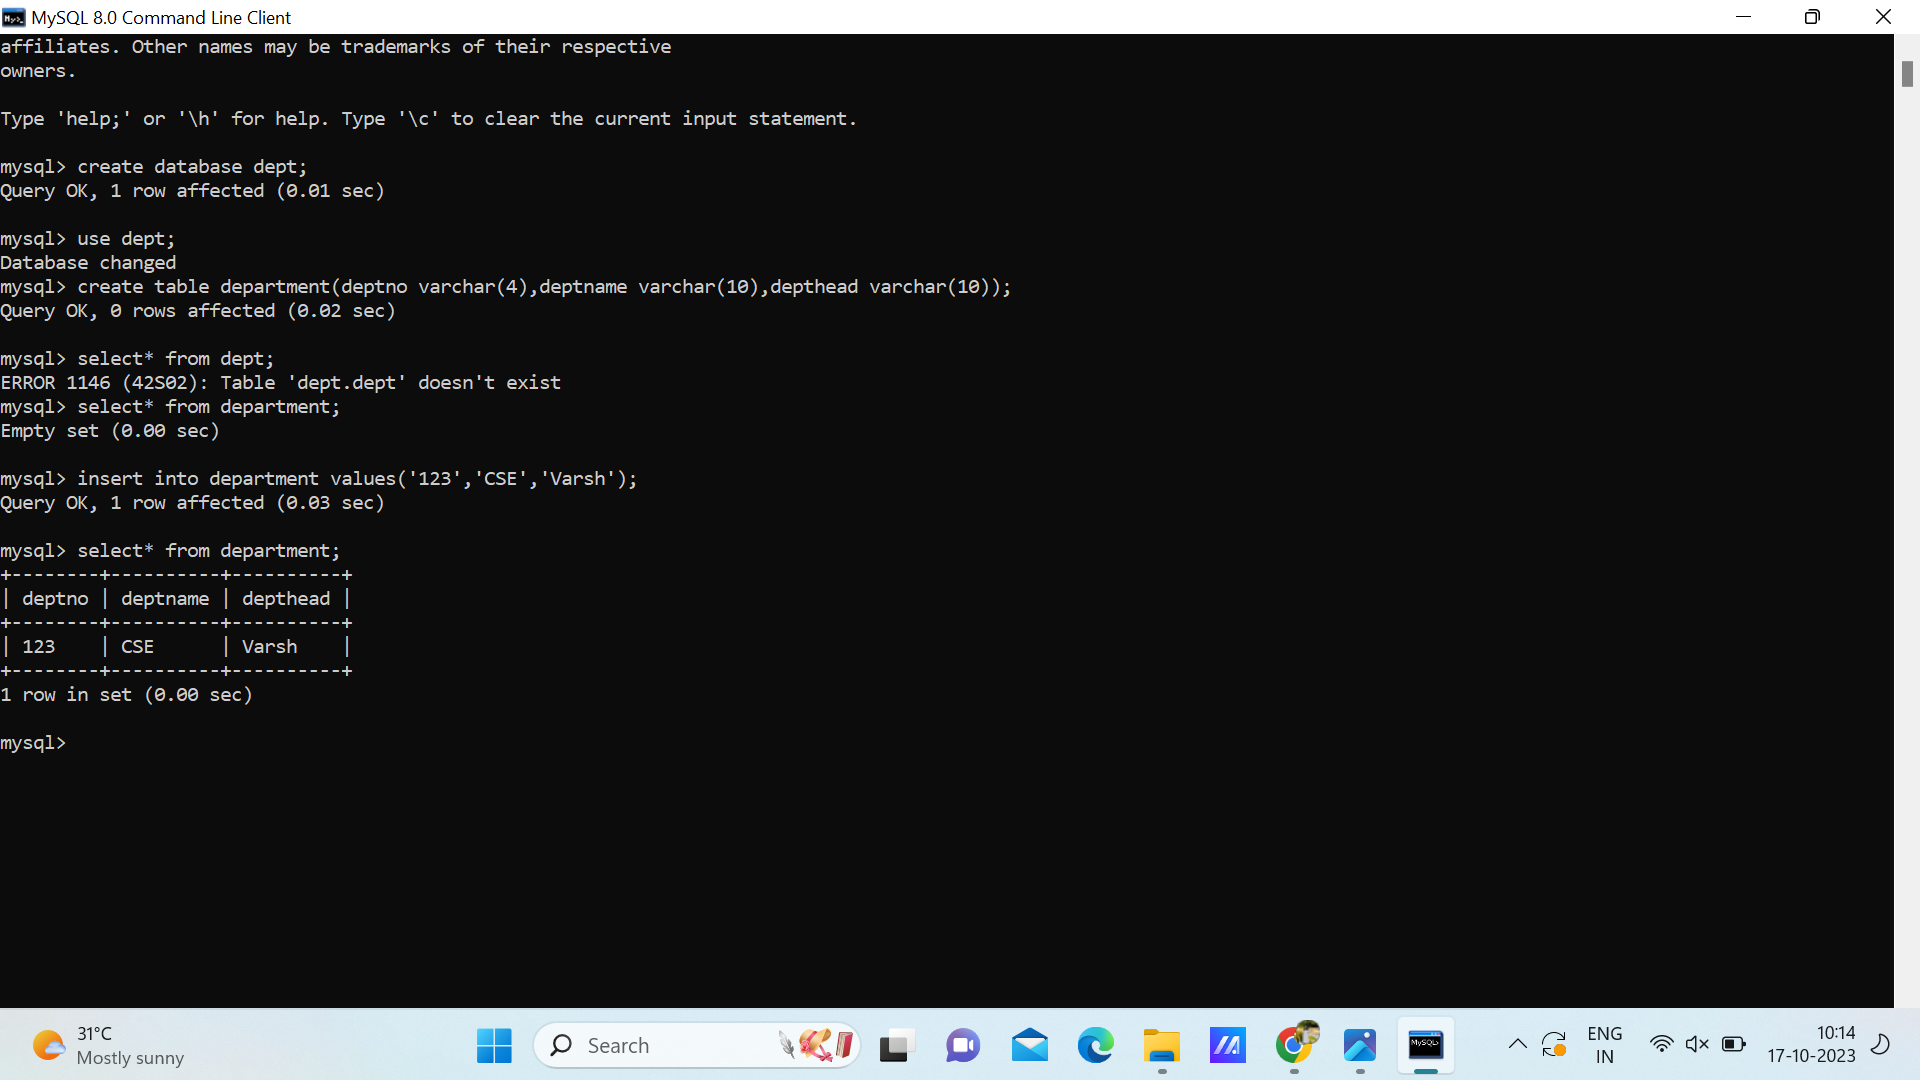 MySQL 8.0 Command Line Client
affiliates. Other names may be trademarks of their respective
owners.
Type 'help;' or '\h' for help. Type '\c' to clear the current input statement.
mysql> create database dept;
Query OK, 1 row affected (0.01 sec)
mysql> use dept;
Database changed
mysql> create table department(deptno varchar(4),deptname varchar(10),depthead varchar(10));
Query OK, 0 rows affected (0.02 sec)
mysql> select* from dept;
ERROR 1146 (42S02): Table 'dept.dept' doesn't exist
mysql> select* from department;
Empty set (0.00 sec)
mysql> insert into department values('123','CSE','Varsh');
Query OK, 1 row affected (0.03 sec)
mysql> select* from department;
+--------+----------+----------+
| deptno | deptname | depthead |
+--------+----------+----------+
| 123    | CSE      | Varsh    |
+--------+----------+----------+
1 row in set (0.00 sec)
mysql>
31°C
Mostly sunny
Search
MySQL>
ENG
IN
10:14
17-10-2023